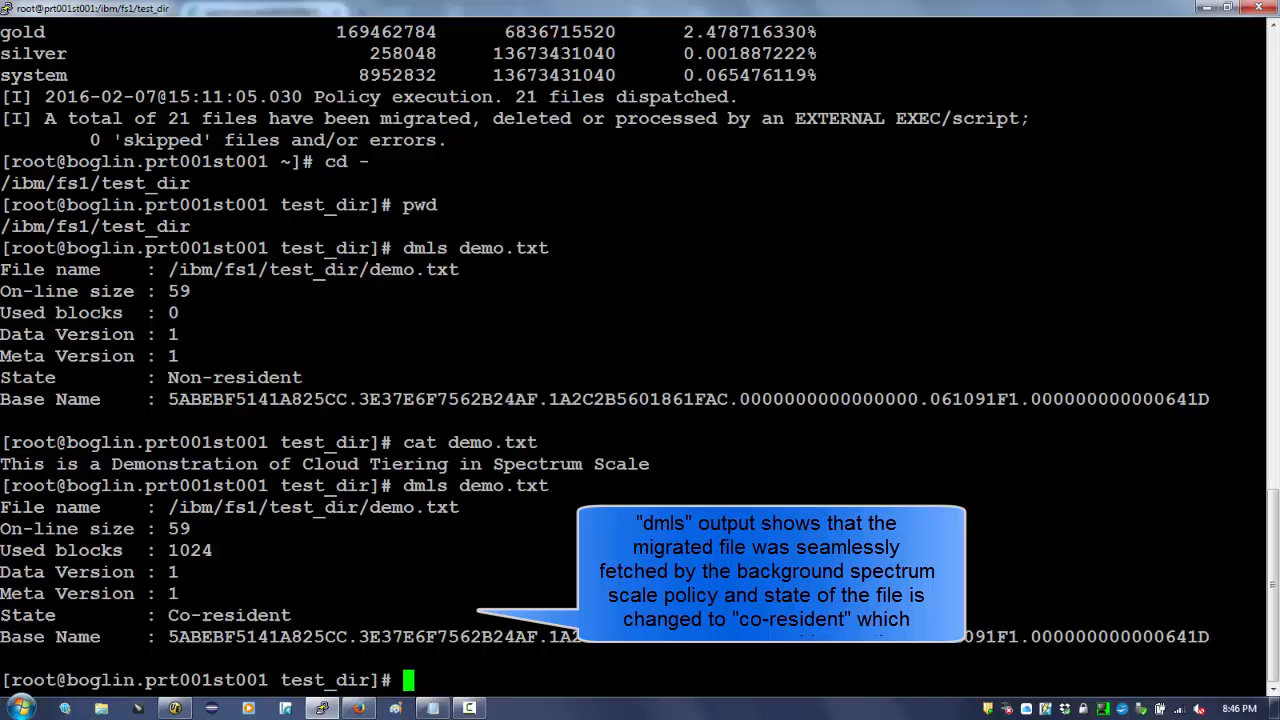 root@prt001st001:/ibm/fs1/test_dir
gold 169462784 6836715520 2.478716330%
silver 258048 13673431040 0.001887222%
system 8952832 13673431040 0.065476119%
[I] 2016-02-07@15:11:05.030 Policy execution. 21 files dispatched.
[I] A total of 21 files have been migrated, deleted or processed by an EXTERNAL EXEC/script;
0 'skipped' files and/or errors.
[root@boglin.prt001st001 ~]# cd -
/ibm/fs1/test_dir
[root@boglin.prt001st001 test_dir]# pwd
/ibm/fs1/test_dir
[root@boglin.prt001st001 test_dir]# dmls demo.txt
File name : /ibm/fs1/test_dir/demo.txt
On-line size : 59
Used blocks : 0
Data Version : 1
Meta Version : 1
State : Non-resident
Base Name : 5ABEBF5141A825CC.3E37E6F7562B24AF.1A2C2B5601861FAC.0000000000000000.061091F1.000000000000641D
[root@boglin.prt001st001 test_dir]# cat demo.txt
This is a Demonstration of Cloud Tiering in Spectrum Scale
[root@boglin.prt001st001 test_dir]# dmls demo.txt
File name : /ibm/fs1/test_dir/demo.txt
On-line size : 59
Used blocks : 1024
Data Version : 1
Meta Version : 1
State : Co-resident
Base Name : 5ABEBF5141A825CC.3E37E6F7562B24AF.1A2 091F1.000000000000641D
"dmls" output shows that the
migrated file was seamlessly
fetched by the background spectrum
scale policy and state of the file is
changed to "co-resident" which
[root@boglin.prt001st001 test_dir]#
8:46 PM